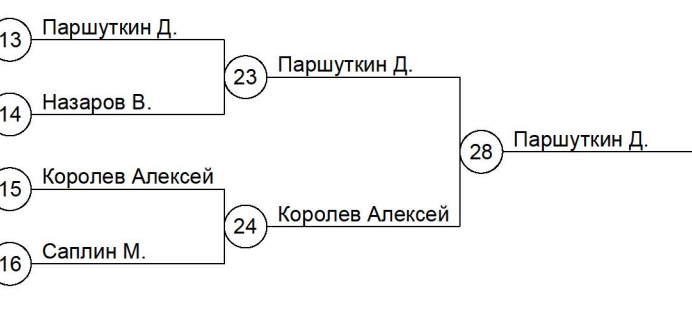 13 Паршуткин Д.
23 Паршуткин Д.
14 Назаров В.
28 Паршуткин Д.
15 Королев Алексей
24 Королев Алексей
16 Саплин М.